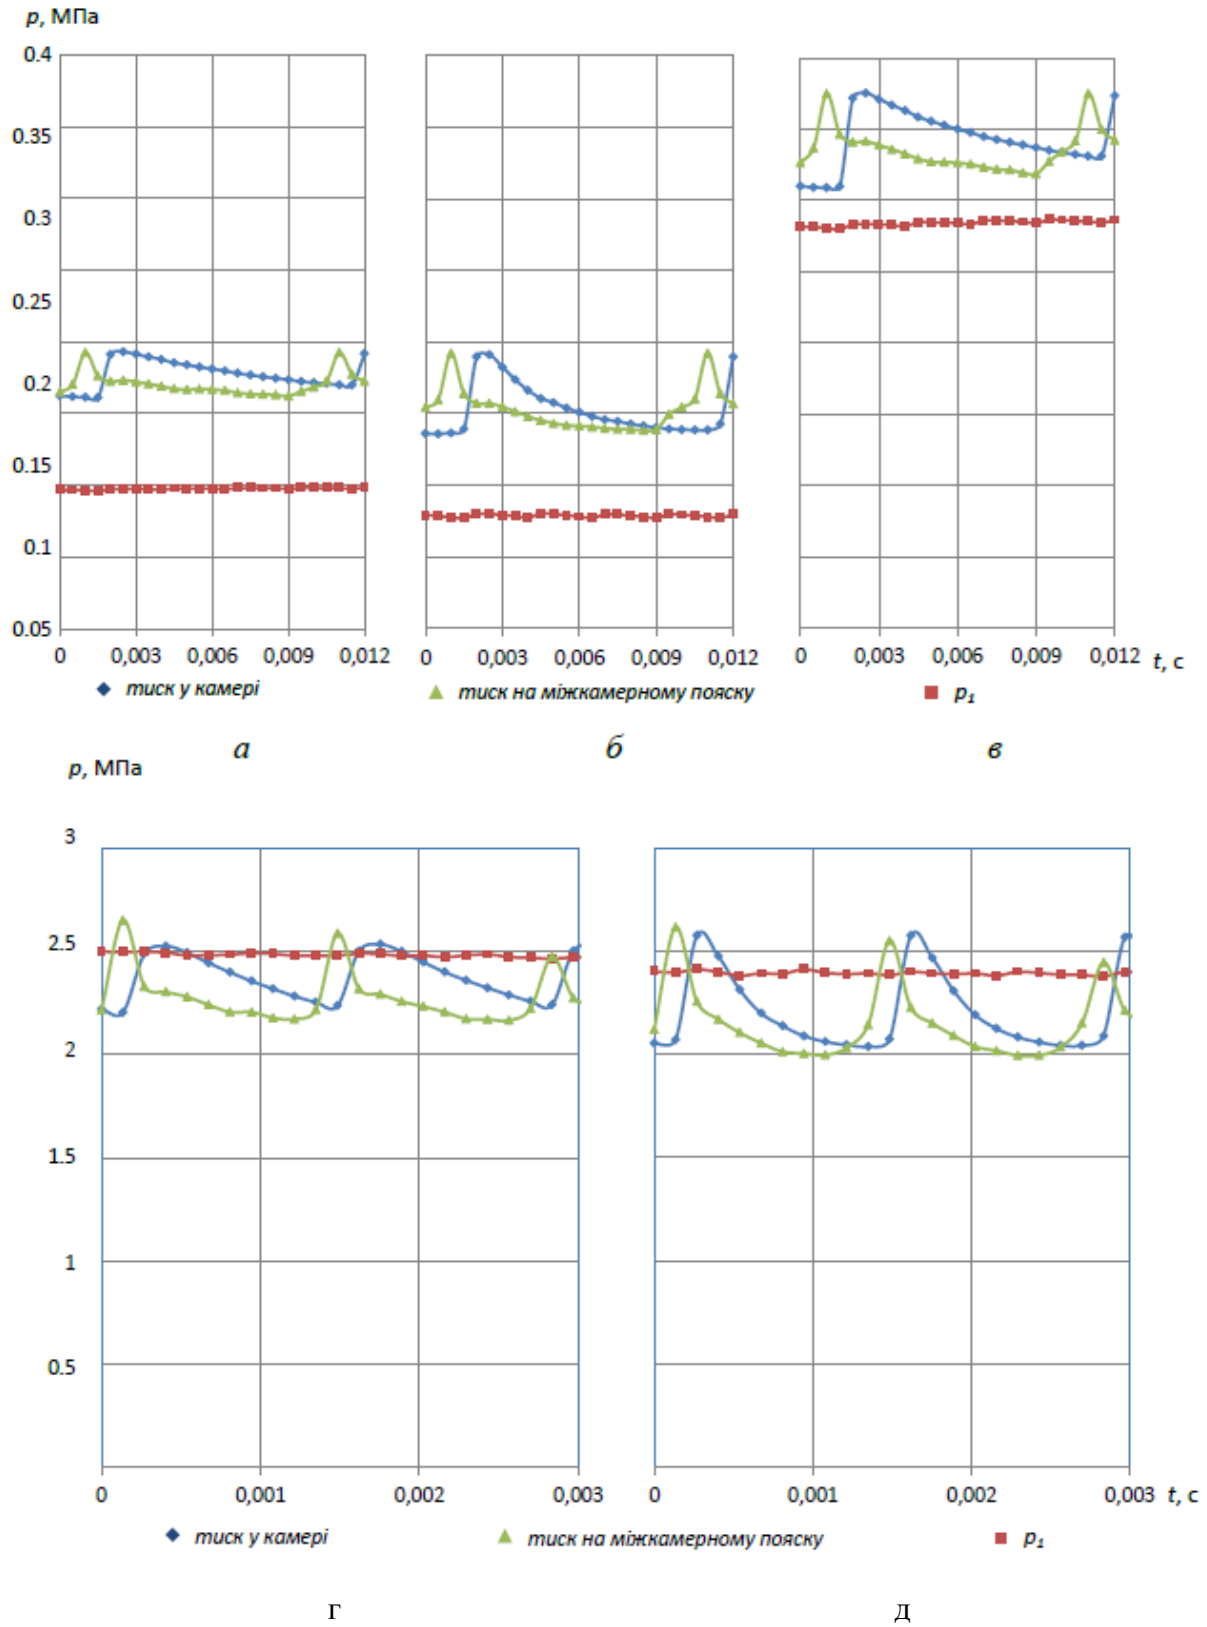 p, МПа
0.4
0.35
0.3
0.25
0.2
0.15
0.1
0.05
0 0,003 0,006 0,009 0,012 0 0,003 0,006 0,009 0,012 0 0,003 0,006 0,009 0,012 t, с
тиск у камері тиск на міжкамерному пояску p₁
а б в
p, МПа
3
2.5
2
1.5
1
0.5
0 0,001 0,002 0,003 0 0,001 0,002 0,003 t, с
тиск у камері тиск на міжкамерному пояску p₁
г д